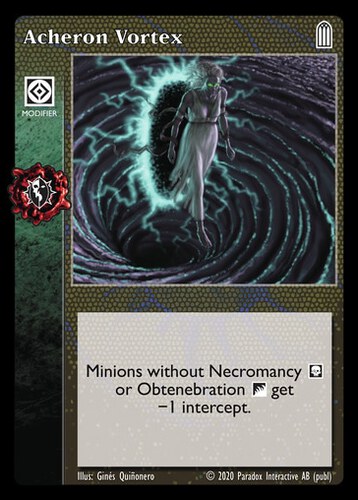 Acheron Vortex
MODIFIER
Minions without Necromancy
or Obtenebration get
−1 intercept.
Illus: Ginés Quiñonero © 2020 Paradox Interactive AB (publ)